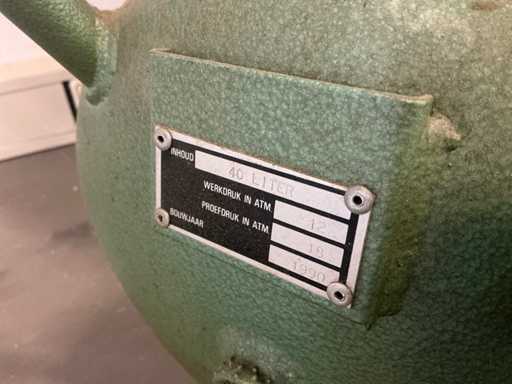 INHOUD 40 LITER
WERKDRUK IN ATM. 12
PROEFDRUK IN ATM. 18
BOUWJAAR 1990